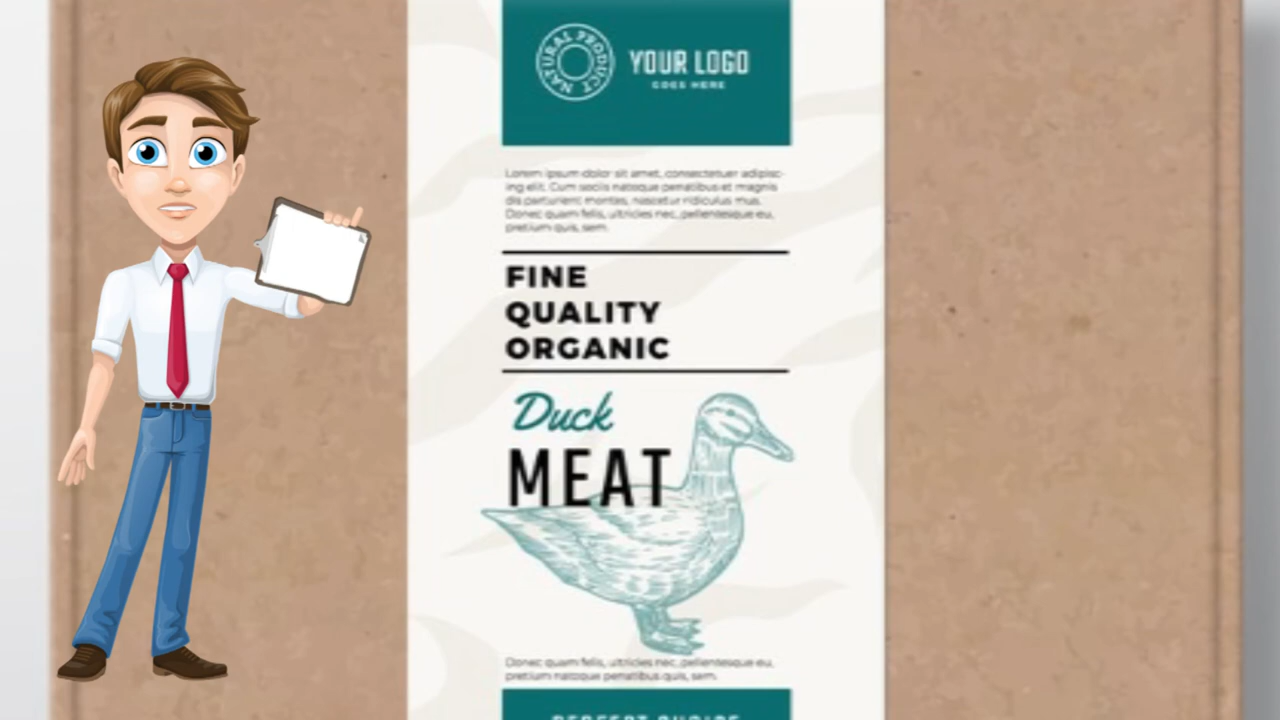 NATURAL PRODUCT
YOUR LOGO
GOES HERE
Lorem ipsum dolor sit amet, consectetuer adipisc-
ing elit. Cum sociis natoque penatibus et magnis
dis parturient montes, nascetur ridiculus mus.
Donec quam felis, ultricies nec, pellentesque eu,
pretium quis, sem.
FINE
QUALITY
ORGANIC
Duck
MEAT
Donec quam felis, ultricies nec, pellentesque eu,
pretium natoque penatibus quis, sem.
PERFECT CHOICE